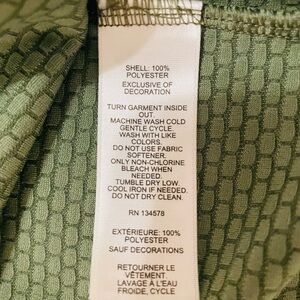 SHELL: 100%
POLYESTER
EXCLUSIVE OF
DECORATION
TURN GARMENT INSIDE
OUT.
MACHINE WASH COLD
GENTLE CYCLE.
WASH WITH LIKE
COLORS.
DO NOT USE FABRIC
SOFTENER.
ONLY NON-CHLORINE
BLEACH WHEN
NEEDED.
TUMBLE DRY LOW.
COOL IRON IF NEEDED.
DO NOT DRY CLEAN.
RN 134578
EXTÉRIEURE: 100%
POLYESTER
SAUF DECORATIONS
RETOURNER LE
VÊTEMENT.
LAVAGE À L'EAU
FROIDE, CYCLE